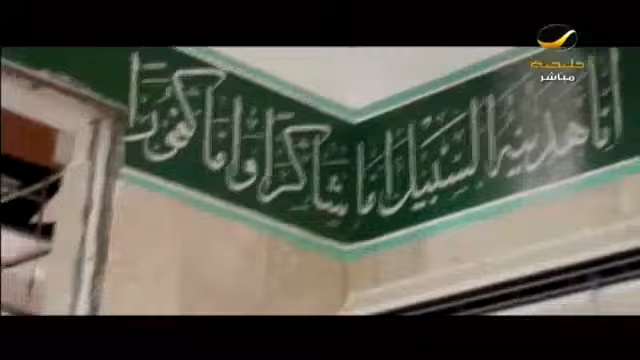 خليجية
مباشر
انا هدينه السبيل اما شاكرا واما كفورا